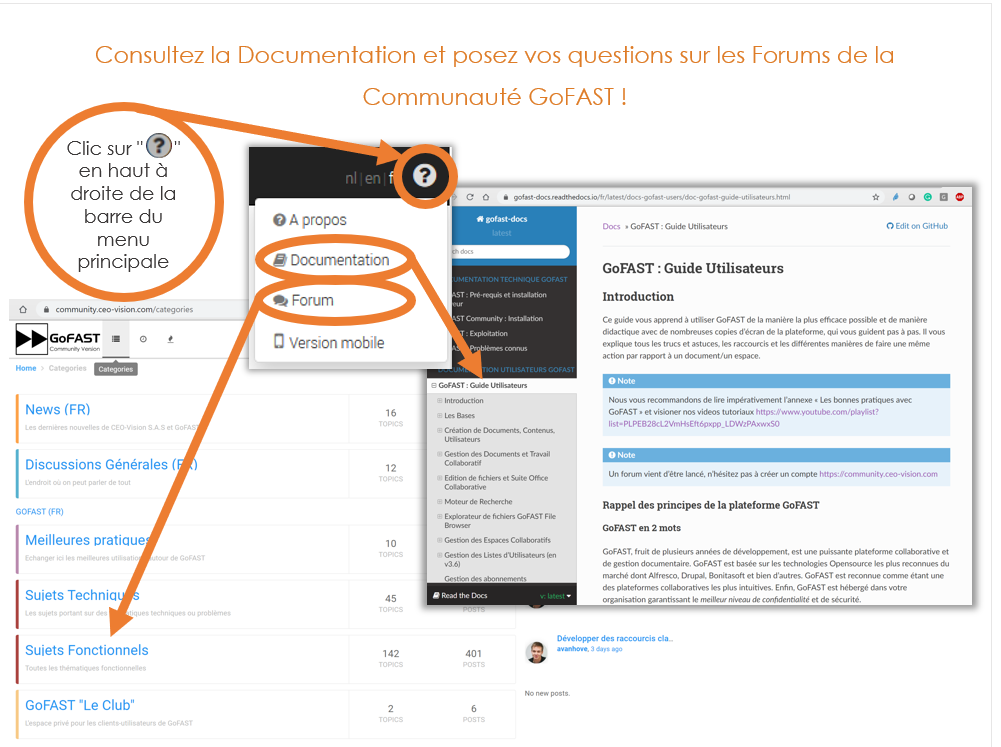 Consultez la Documentation et posez vos questions sur les Forums de la
Communauté GoFAST !
Clic sur " ? "
en haut à
droite de la
barre du
menu
principale
nl | en | f
?
A propos
Documentation
Forum
Version mobile
gofast-docs.readthedocs.io/fr/latest/docs-gofast-users/doc-gofast-guide-utilisateurs.html
gofast-docs
latest
docs
Docs » GoFAST : Guide Utilisateurs
Edit on GitHub
UMENTATION TECHNIQUE GOFAST
AST : Pré-requis et installation
eur
AST Community : Installation
ST : Exploitation
Problèmes connus
UTILISATEURS GOFAST
GoFAST : Guide Utilisateurs
Introduction
Les Bases
Création de Documents, Contenus,
Utilisateurs
Gestion des Documents et Travail
Collaboratif
Edition de fichiers et Suite Office
Collaborative
Moteur de Recherche
Explorateur de fichiers GoFAST File
Browser
Gestion des Espaces Collaboratifs
Gestion des Listes d'Utilisateurs (en
v3.6)
Gestion des abonnements
Read the Docs
v: latest
GoFAST : Guide Utilisateurs
Introduction
Ce guide vous apprend à utiliser GoFAST de la manière la plus efficace possible et de manière
didactique avec de nombreuses copies d'écran de la plateforme, qui vous guident pas à pas. Il vous
explique tous les trucs et astuces, les raccourcis et les différentes manières de faire une même
action par rapport à un document/un espace.
Note
Nous vous recommandons de lire impérativement l'annexe « Les bonnes pratiques avec
GoFAST » et visioner nos videos tutoriaux https://www.youtube.com/playlist?
list=PLPEB28cL2VmHsEft6pxpp_LDWzPAxwxS0
Note
Un forum vient d'être lancé, n'hésitez pas à créer un compte https://community.ceo-vision.com
Rappel des principes de la plateforme GoFAST
GoFAST en 2 mots
GoFAST, fruit de plusieurs années de développement, est une puissante plateforme collaborative et
de gestion documentaire. GoFAST est basée sur les technologies Opensource les plus reconnues du
marché dont Alfresco, Drupal, Bonitasoft et bien d'autres. GoFAST est reconnue comme étant une
des plateformes collaboratives les plus intuitives. Enfin, GoFAST est hébergé dans votre
organisation garantissant le meilleur niveau de confidentialité et de sécurité.
community.ceo-vision.com/categories
GoFAST
Community Version
Home
Categories
Categories
News (FR)
Les dernières nouvelles de CEO-Vision S.A.S et GoFAS
16
TOPICS
Discussions Générales (FR)
L'endroit où on peut parler de tout
12
TOPICS
GOFAST (FR)
Meilleures pratiques
Echanger ici les meilleures utilisation autour de GoFAST
10
TOPICS
Sujets Techniques
Les sujets portant sur des techniques ou problèmes
45
TOPICS
POSTS
Sujets Fonctionnels
Toutes les thématiques fonctionnelles
142
TOPICS
401
POSTS
Développer des raccourcis cla..
avanhove, 3 days ago
GoFAST "Le Club"
L'espace privé pour les clients-utilisateurs de GoFAST
2
TOPICS
6
POSTS
No new posts.